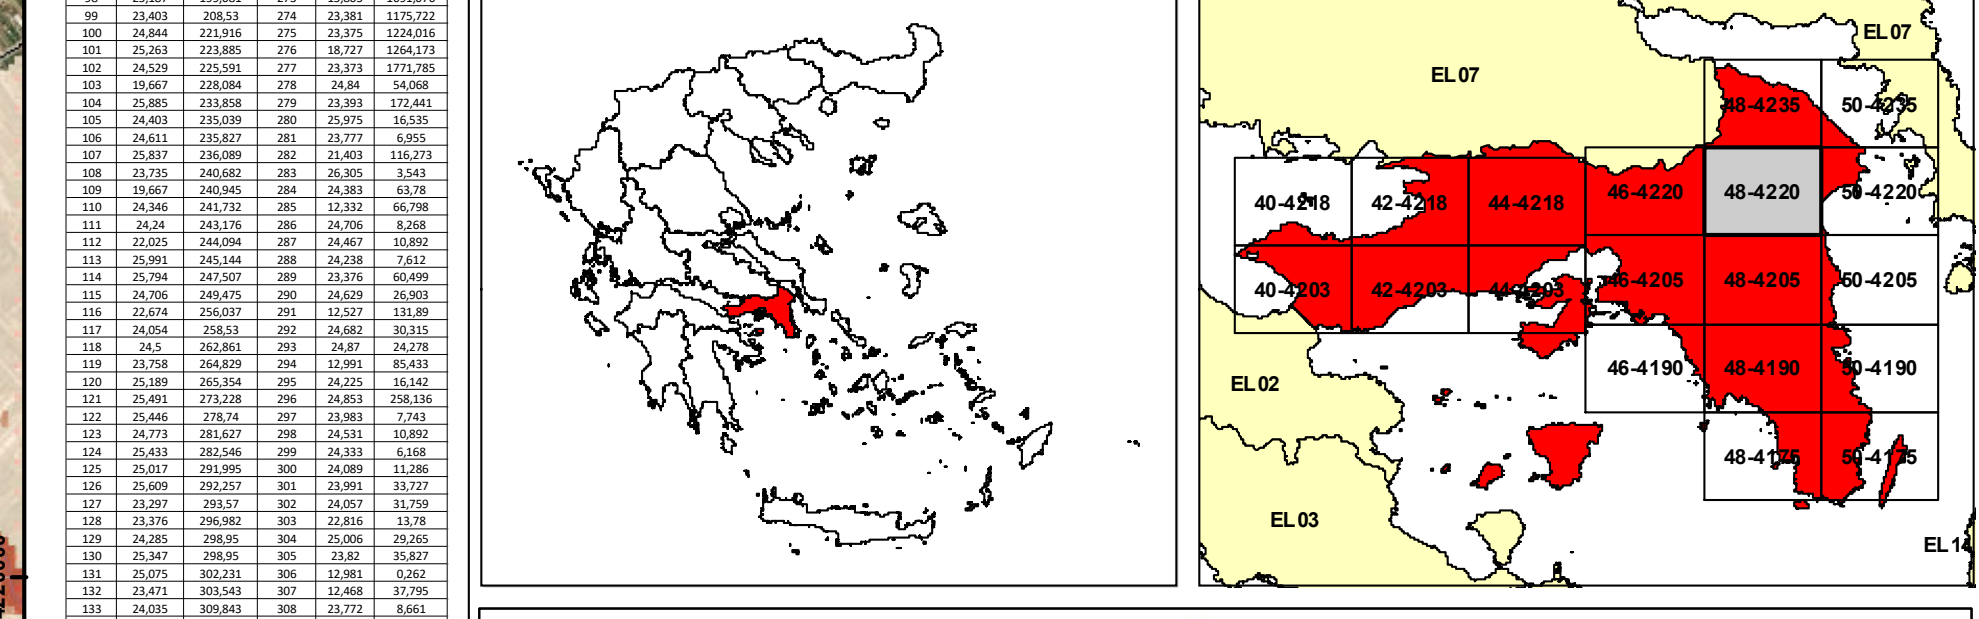 99 23,403 208,53 274 23,381 1175,722
100 24,844 221,916 275 23,375 1224,016
101 25,263 223,885 276 18,727 1264,173
102 24,529 225,591 277 23,373 1771,785
103 19,667 228,084 278 24,84 54,068
104 25,885 233,858 279 23,393 172,441
105 24,403 235,039 280 25,975 16,535
106 24,611 235,827 281 23,777 6,955
107 25,837 236,089 282 21,403 116,273
108 23,735 240,682 283 26,305 3,543
109 19,667 240,945 284 24,383 63,78
110 24,346 241,732 285 12,332 66,798
111 24,24 243,176 286 24,706 8,268
112 22,025 244,094 287 24,467 10,892
113 25,991 245,144 288 24,238 7,612
114 25,794 247,507 289 23,376 60,499
115 24,706 249,475 290 24,629 26,903
116 22,674 256,037 291 12,527 131,89
117 24,054 258,53 292 24,682 30,315
118 24,5 262,861 293 24,87 24,278
119 23,758 264,829 294 12,991 85,433
120 25,189 265,354 295 24,225 16,142
121 25,491 273,228 296 24,853 258,136
122 25,446 278,74 297 23,983 7,743
123 24,773 281,627 298 24,531 10,892
124 25,433 282,546 299 24,333 6,168
125 25,017 291,995 300 24,089 11,286
126 25,609 292,257 301 23,991 33,727
127 23,297 293,57 302 24,057 31,759
128 23,376 296,982 303 22,816 13,78
129 24,285 298,95 304 25,006 29,265
130 25,347 298,95 305 23,82 35,827
131 25,075 302,231 306 12,981 0,262
132 23,471 303,543 307 12,468 37,795
133 24,035 309,843 308 23,772 8,661
EL07
EL07
48-4235 50-4235
40-4218 42-4218 44-4218 46-4220 48-4220 50-4220
40-4203 42-4203 44-4203 46-4205 48-4205 50-4205
EL02
46-4190 48-4190 50-4190
48-4175 50-4175
EL03
EL14